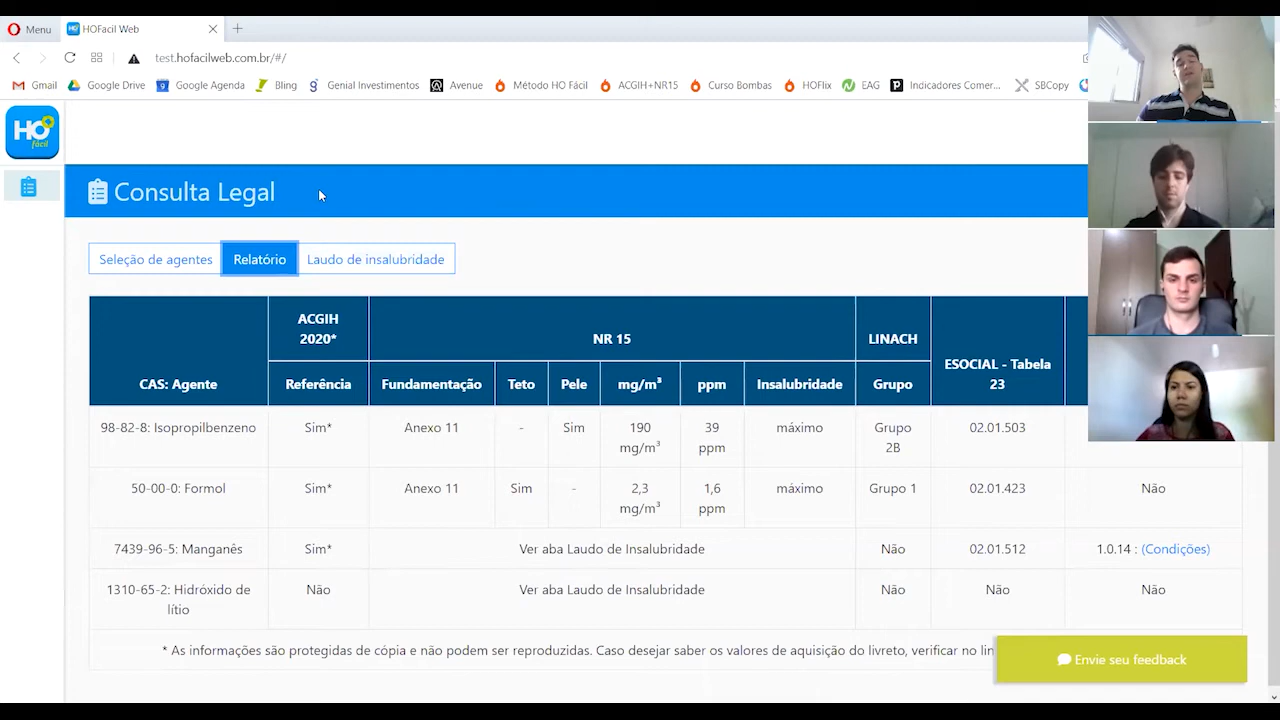 Menu
HOFacil Web
test.hofacilweb.com.br/#/
Gmail Google Drive Google Agenda Bling Genial Investimentos Avenue Método HO Fácil ACGIH+NR15 Curso Bombas HOFlix EAG Indicadores Comer... SBCopy
HO
fácil
Consulta Legal
Seleção de agentes Relatório Laudo de insalubridade
ACGIH
2020*
NR 15
LINACH
ESOCIAL - Tabela
23
CAS: Agente Referência Fundamentação Teto Pele mg/m³ ppm Insalubridade Grupo
98-82-8: Isopropilbenzeno Sim* Anexo 11 - Sim 190 39 máximo Grupo 02.01.503
mg/m³ ppm 2B
50-00-0: Formol Sim* Anexo 11 Sim - 2,3 1,6 máximo Grupo 1 02.01.423 Não
mg/m³ ppm
7439-96-5: Manganês Sim* Ver aba Laudo de Insalubridade Não 02.01.512 1.0.14 : (Condições)
1310-65-2: Hidróxido de Não Ver aba Laudo de Insalubridade Não Não Não
lítio
* As informações são protegidas de cópia e não podem ser reproduzidas. Caso desejar saber os valores de aquisição do livreto, verificar no lin
Envie seu feedback